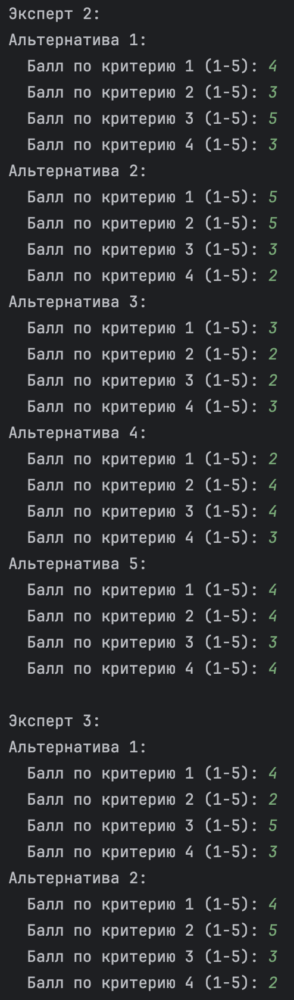 Эксперт 2:
Альтернатива 1:
Балл по критерию 1 (1-5): 4
Балл по критерию 2 (1-5): 3
Балл по критерию 3 (1-5): 5
Балл по критерию 4 (1-5): 3
Альтернатива 2:
Балл по критерию 1 (1-5): 5
Балл по критерию 2 (1-5): 5
Балл по критерию 3 (1-5): 3
Балл по критерию 4 (1-5): 2
Альтернатива 3:
Балл по критерию 1 (1-5): 3
Балл по критерию 2 (1-5): 2
Балл по критерию 3 (1-5): 2
Балл по критерию 4 (1-5): 3
Альтернатива 4:
Балл по критерию 1 (1-5): 2
Балл по критерию 2 (1-5): 4
Балл по критерию 3 (1-5): 4
Балл по критерию 4 (1-5): 3
Альтернатива 5:
Балл по критерию 1 (1-5): 4
Балл по критерию 2 (1-5): 4
Балл по критерию 3 (1-5): 3
Балл по критерию 4 (1-5): 4
Эксперт 3:
Альтернатива 1:
Балл по критерию 1 (1-5): 4
Балл по критерию 2 (1-5): 2
Балл по критерию 3 (1-5): 5
Балл по критерию 4 (1-5): 3
Альтернатива 2:
Балл по критерию 1 (1-5): 4
Балл по критерию 2 (1-5): 5
Балл по критерию 3 (1-5): 3
Балл по критерию 4 (1-5): 2